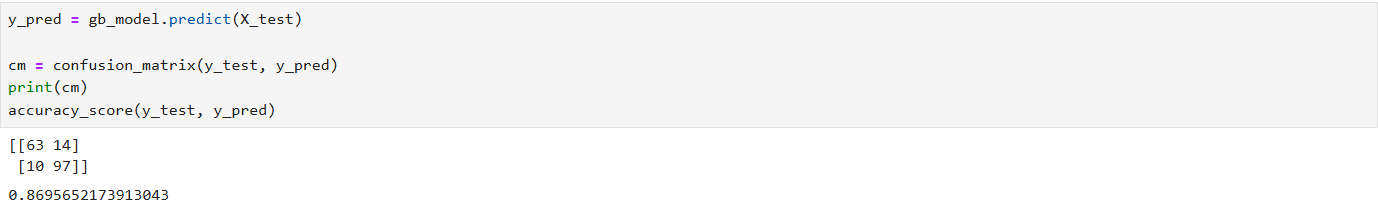 y_pred = gb_model.predict(X_test)
cm = confusion_matrix(y_test, y_pred)
print(cm)
accuracy_score(y_test, y_pred)
[[63 14]
 [10 97]]
0.8695652173913043